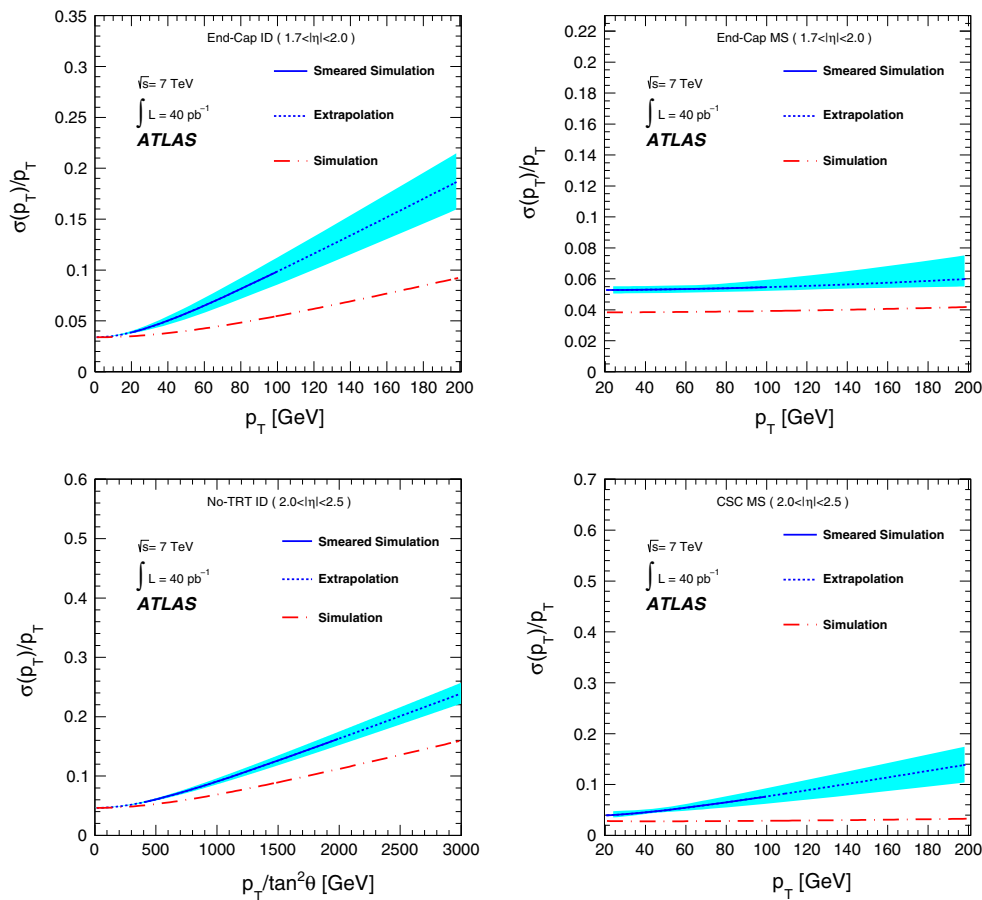 0.35
0.3
0.25
0.2
0.15
0.1
0.05
0
σ(p_T)/p_T
End-Cap ID ( 1.7<|η|<2.0)
√s= 7 TeV
∫ L = 40 pb⁻¹
ATLAS
Smeared Simulation
Extrapolation
Simulation
0 20 40 60 80 100 120 140 160 180 200
p_T [GeV]
0.22
0.2
0.18
0.16
0.14
0.12
0.1
0.08
0.06
0.04
0.02
0
σ(p_T)/p_T
End-Cap MS ( 1.7<|η|<2.0)
√s= 7 TeV
∫ L = 40 pb⁻¹
ATLAS
Smeared Simulation
Extrapolation
Simulation
20 40 60 80 100 120 140 160 180 200
p_T [GeV]
0.6
0.5
0.4
0.3
0.2
0.1
0
σ(p_T)/p_T
No-TRT ID ( 2.0<|η|<2.5)
√s= 7 TeV
∫ L = 40 pb⁻¹
ATLAS
Smeared Simulation
Extrapolation
Simulation
0 500 1000 1500 2000 2500 3000
p_T/tan²θ [GeV]
0.7
0.6
0.5
0.4
0.3
0.2
0.1
0
σ(p_T)/p_T
CSC MS ( 2.0<|η|<2.5)
√s= 7 TeV
∫ L = 40 pb⁻¹
ATLAS
Smeared Simulation
Extrapolation
Simulation
20 40 60 80 100 120 140 160 180 200
p_T [GeV]